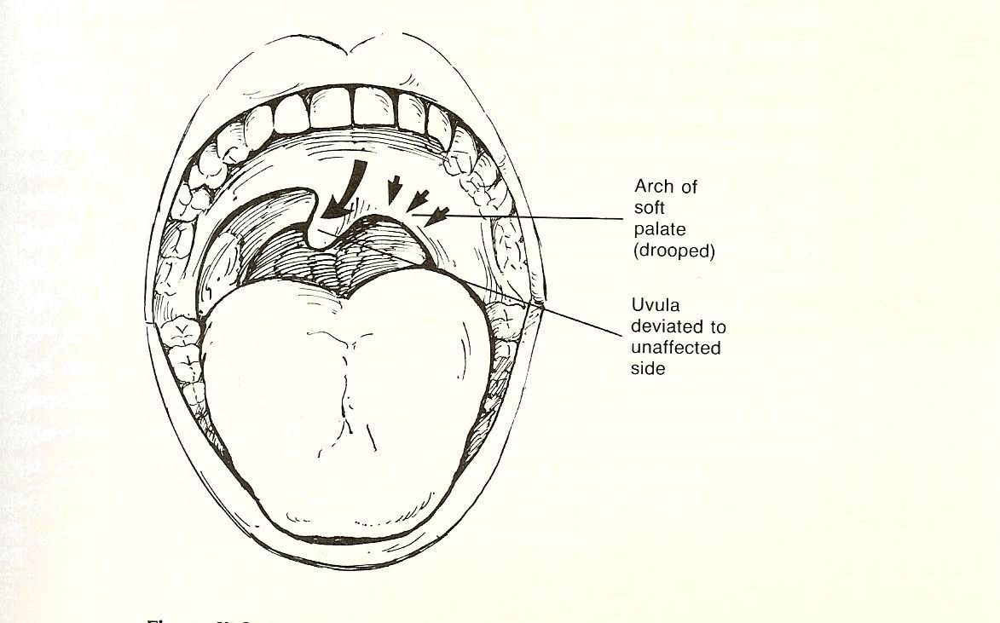 Arch of
soft
palate
(drooped)
Uvula
deviated to
unaffected
side